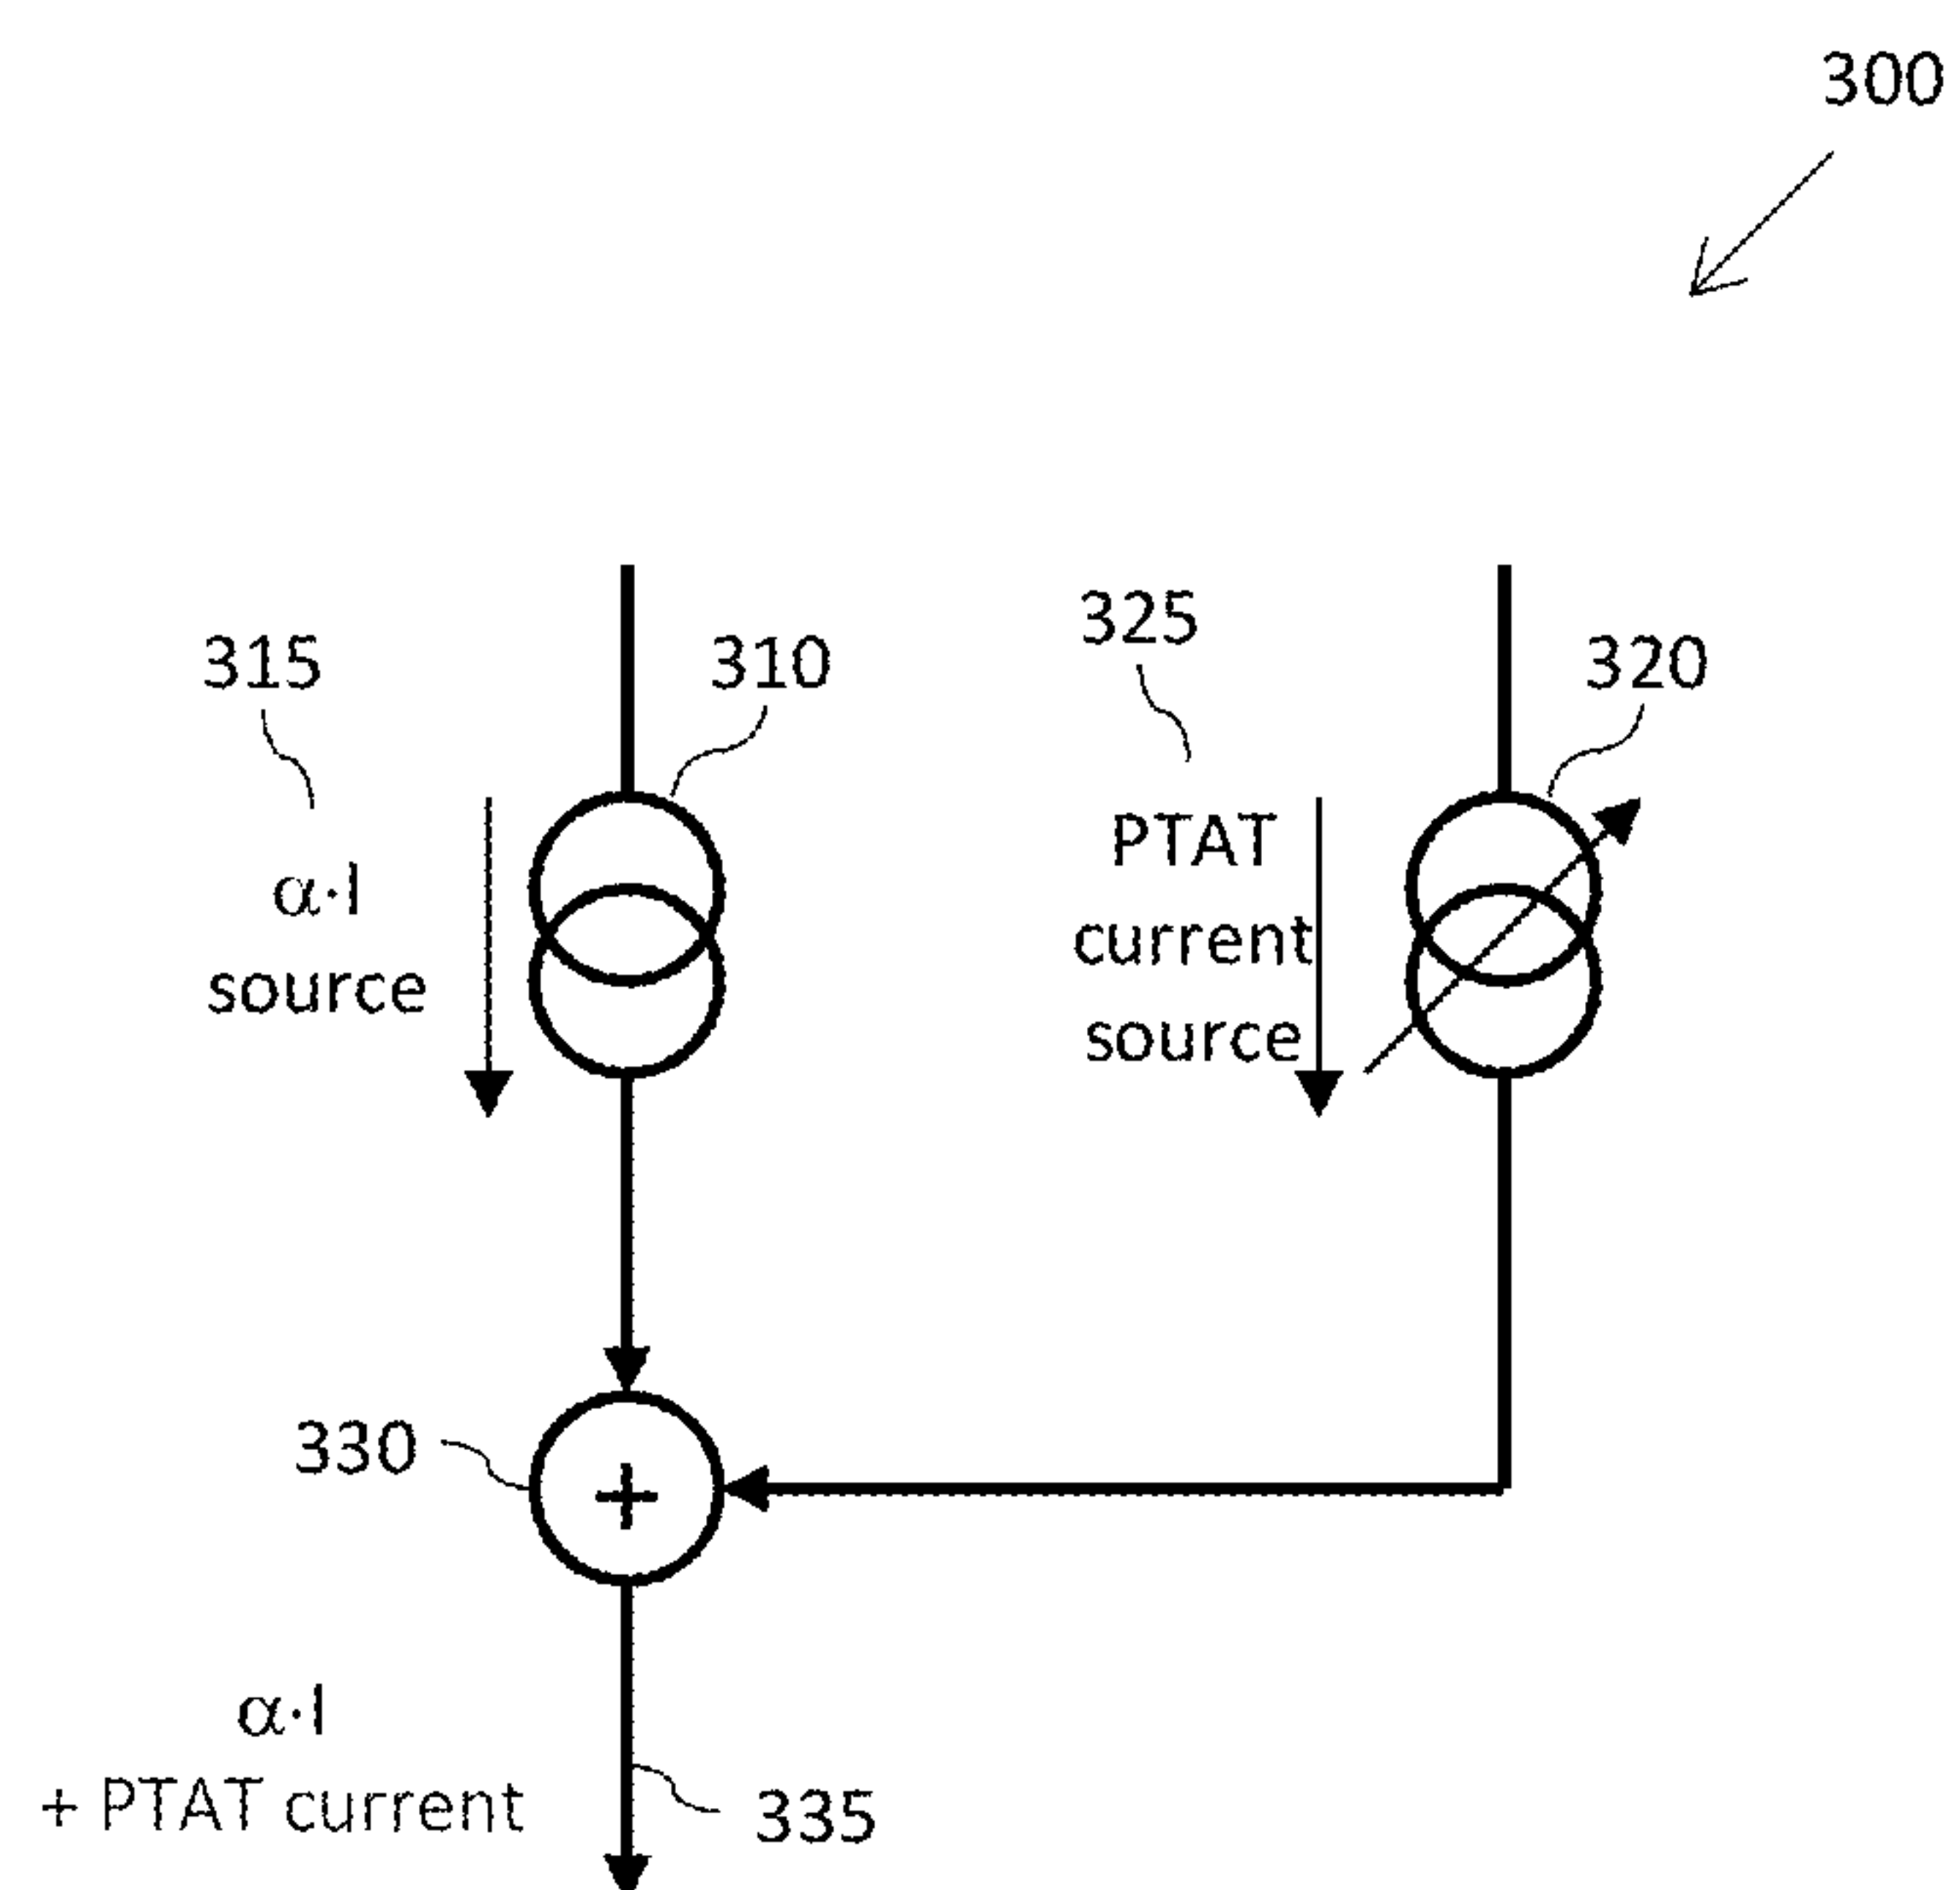 300
325
315
310
320
PTAT
α·I
current
source
source
330
+
α·I
+ PTAT current
335